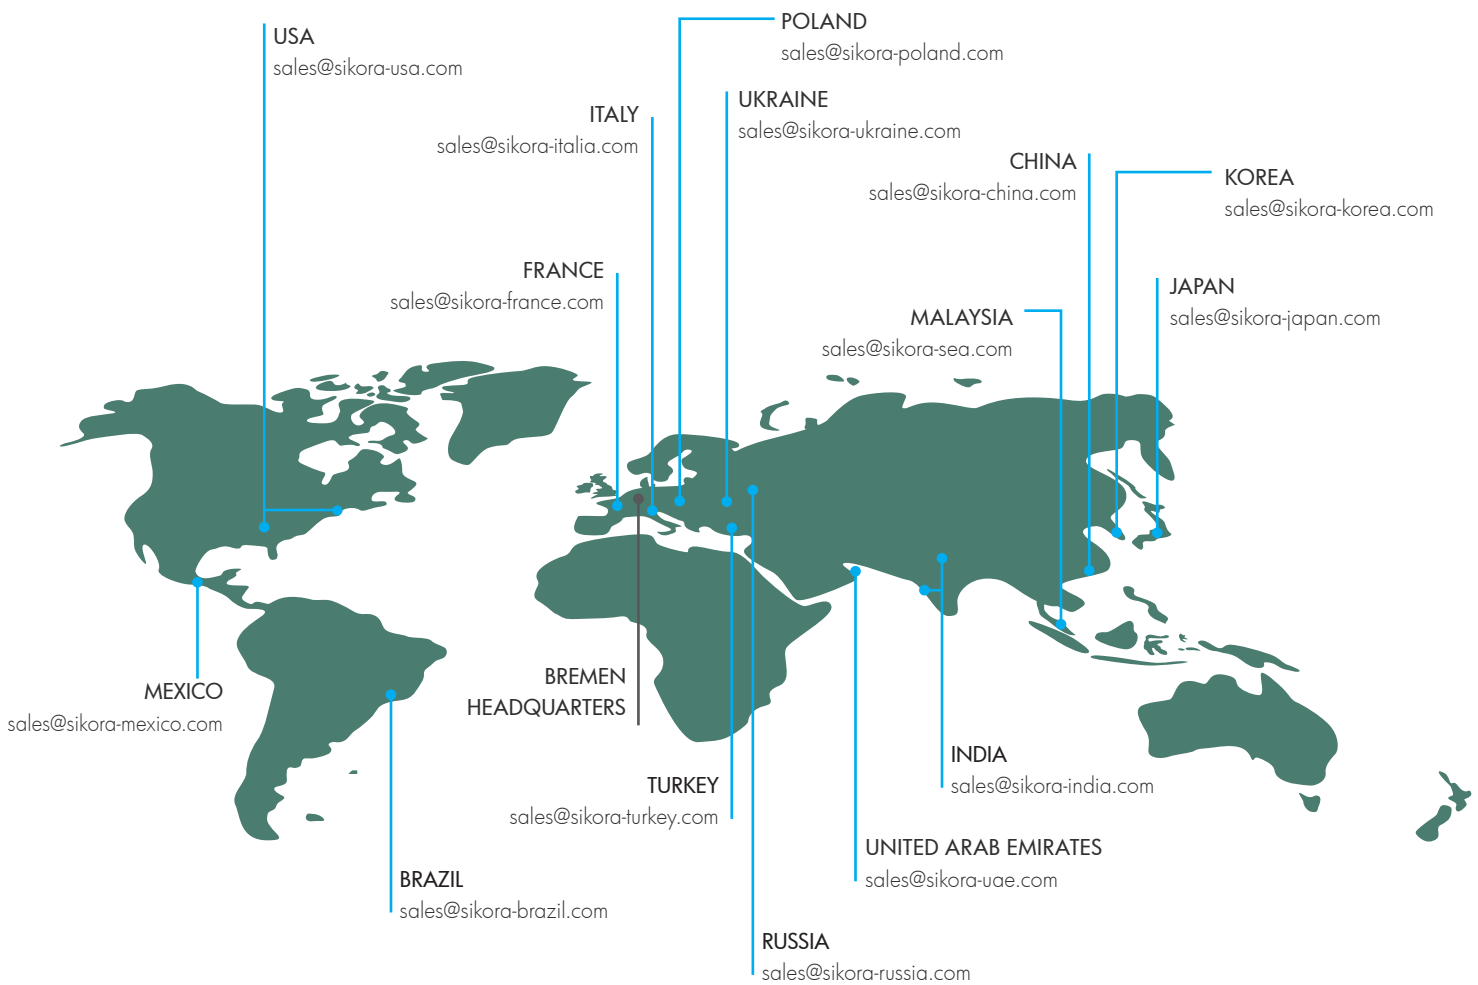 USA
sales@sikora-usa.com
POLAND
sales@sikora-poland.com
ITALY
sales@sikora-italia.com
UKRAINE
sales@sikora-ukraine.com
CHINA
sales@sikora-china.com
KOREA
sales@sikora-korea.com
FRANCE
sales@sikora-france.com
MALAYSIA
sales@sikora-sea.com
JAPAN
sales@sikora-japan.com
MEXICO
sales@sikora-mexico.com
BREMEN
HEADQUARTERS
TURKEY
sales@sikora-turkey.com
INDIA
sales@sikora-india.com
UNITED ARAB EMIRATES
sales@sikora-uae.com
BRAZIL
sales@sikora-brazil.com
RUSSIA
sales@sikora-russia.com